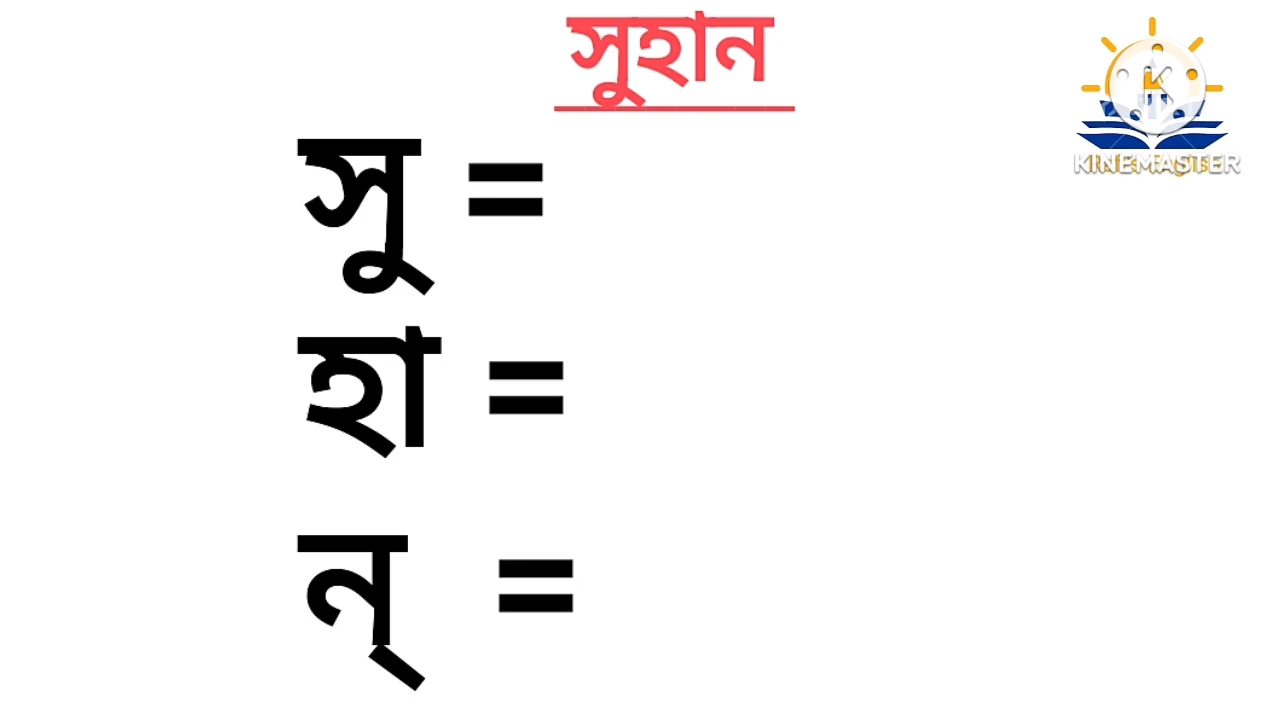 সুহান
সু =
হা =
ন্ =
KINEMASTER